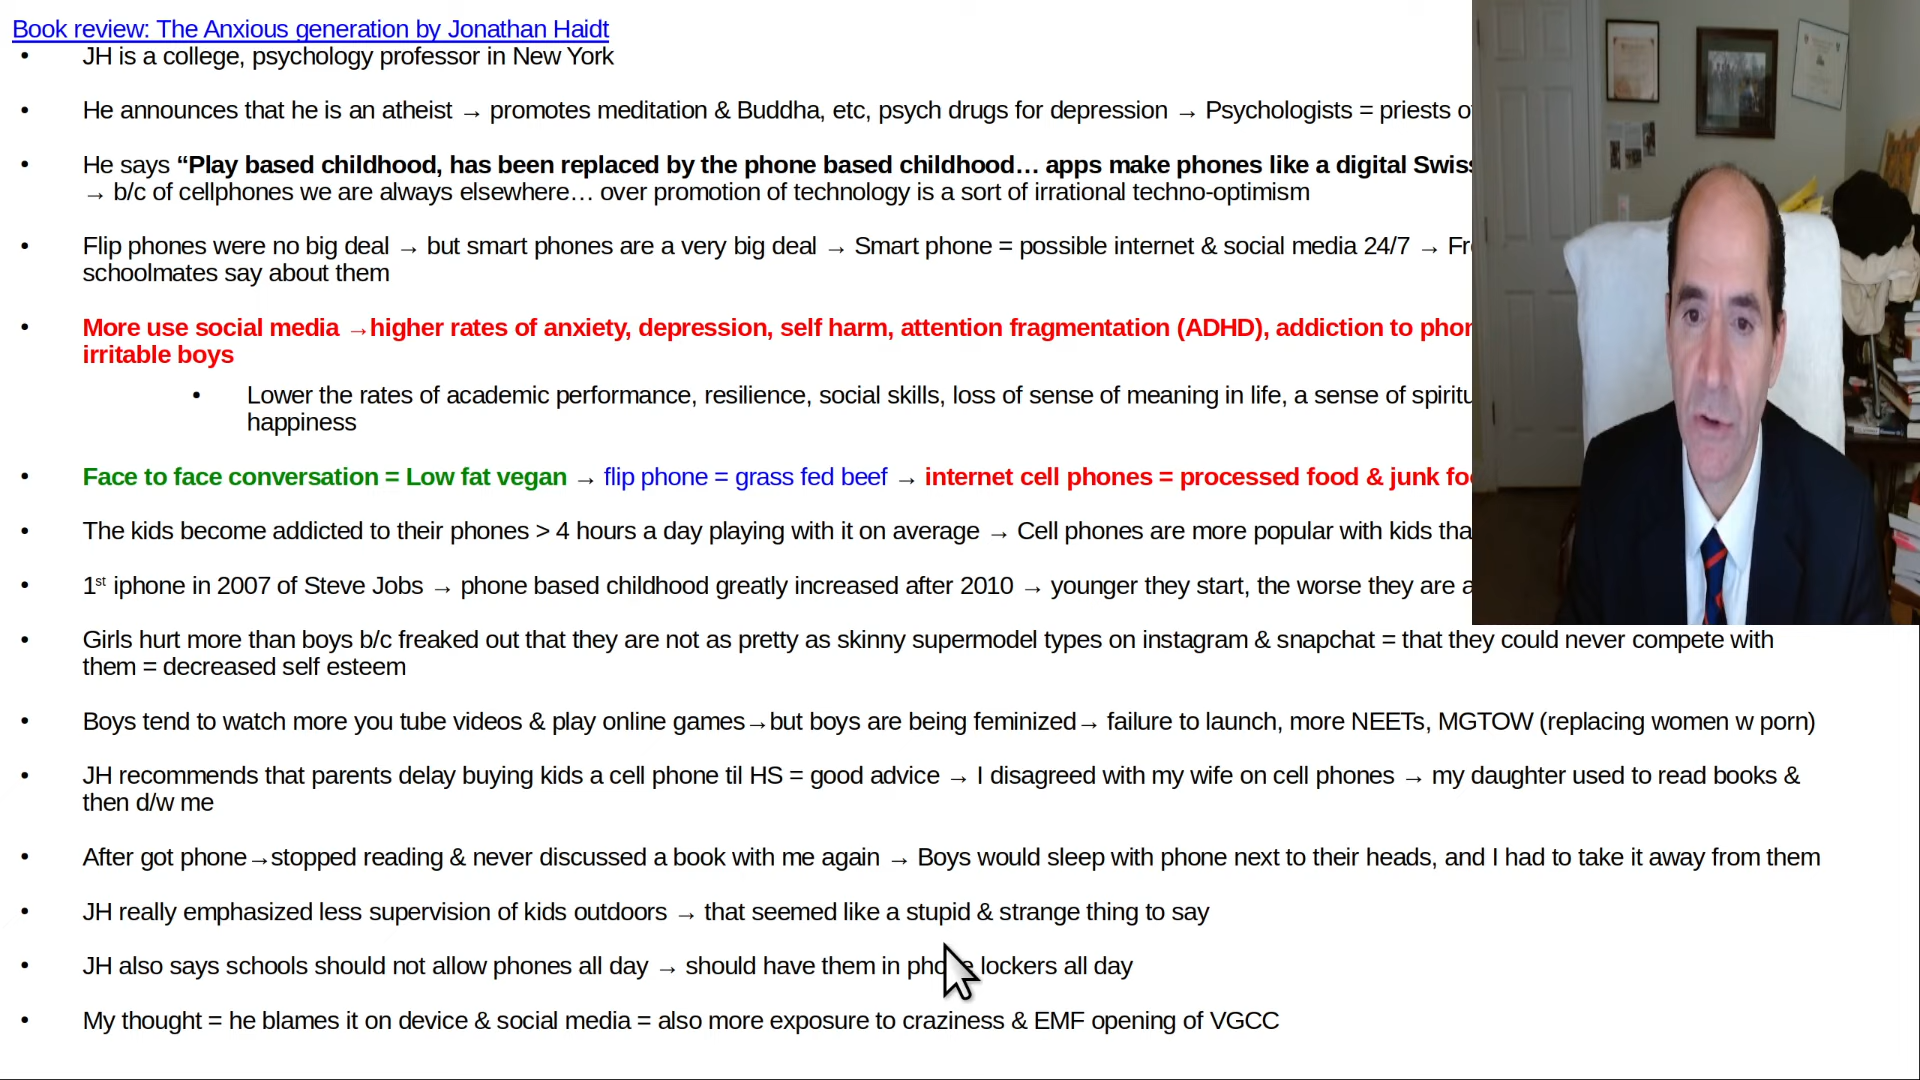 Book review: The Anxious generation by Jonathan Haidt
• JH is a college, psychology professor in New York
• He announces that he is an atheist → promotes meditation & Buddha, etc, psych drugs for depression → Psychologists = priests
• He says “Play based childhood, has been replaced by the phone based childhood… apps make phones like a digital
→ b/c of cellphones we are always elsewhere… over promotion of technology is a sort of irrational techno-optimism
• Flip phones were no big deal → but smart phones are a very big deal → Smart phone = possible internet & social media 24/7 →
schoolmates say about them
• More use social media →higher rates of anxiety, depression, self harm, attention fragmentation (ADHD), addiction to
irritable boys
• Lower the rates of academic performance, resilience, social skills, loss of sense of meaning in life, a sense of
happiness
• Face to face conversation = Low fat vegan → flip phone = grass fed beef → internet cell phones = processed food & junk
• The kids become addicted to their phones > 4 hours a day playing with it on average → Cell phones are more popular with kids
• 1st iphone in 2007 of Steve Jobs → phone based childhood greatly increased after 2010 → younger they start, the worse they are
• Girls hurt more than boys b/c freaked out that they are not as pretty as skinny supermodel types on instagram & snapchat = that they could never compete with
them = decreased self esteem
• Boys tend to watch more you tube videos & play online games→but boys are being feminized→ failure to launch, more NEETs, MGTOW (replacing women w porn)
• JH recommends that parents delay buying kids a cell phone til HS = good advice → I disagreed with my wife on cell phones → my daughter used to read books &
then d/w me
• After got phone→stopped reading & never discussed a book with me again → Boys would sleep with phone next to their heads, and I had to take it away from them
• JH really emphasized less supervision of kids outdoors → that seemed like a stupid & strange thing to say
• JH also says schools should not allow phones all day → should have them in phone lockers all day
• My thought = he blames it on device & social media = also more exposure to craziness & EMF opening of VGCC